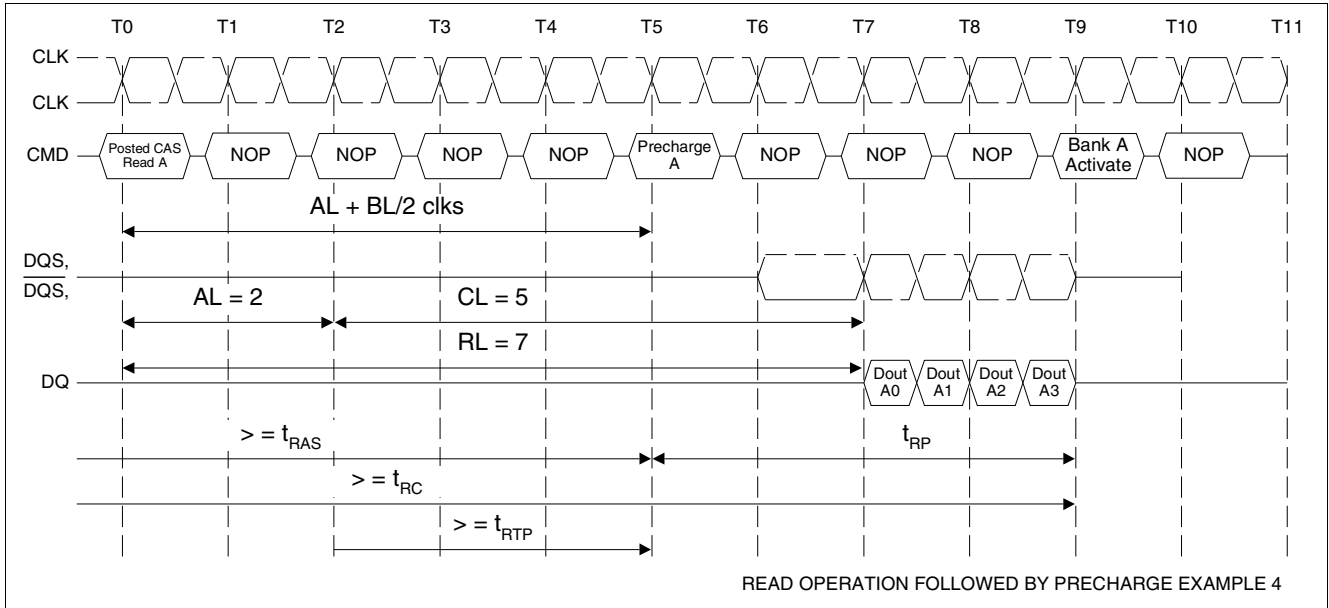 T0 T1 T2 T3 T4 T5 T6 T7 T8 T9 T10 T11
CLK
CLK
CMD
Posted CAS
Read A
NOP
NOP
NOP
NOP
Precharge
A
NOP
NOP
NOP
Bank A
Activate
NOP
AL + BL/2 clks
DQS,
DQS,
AL = 2
CL = 5
RL = 7
DQ
Dout
A0
Dout
A1
Dout
A2
Dout
A3
> = tRAS
tRP
> = tRC
> = tRTP
READ OPERATION FOLLOWED BY PRECHARGE EXAMPLE 4